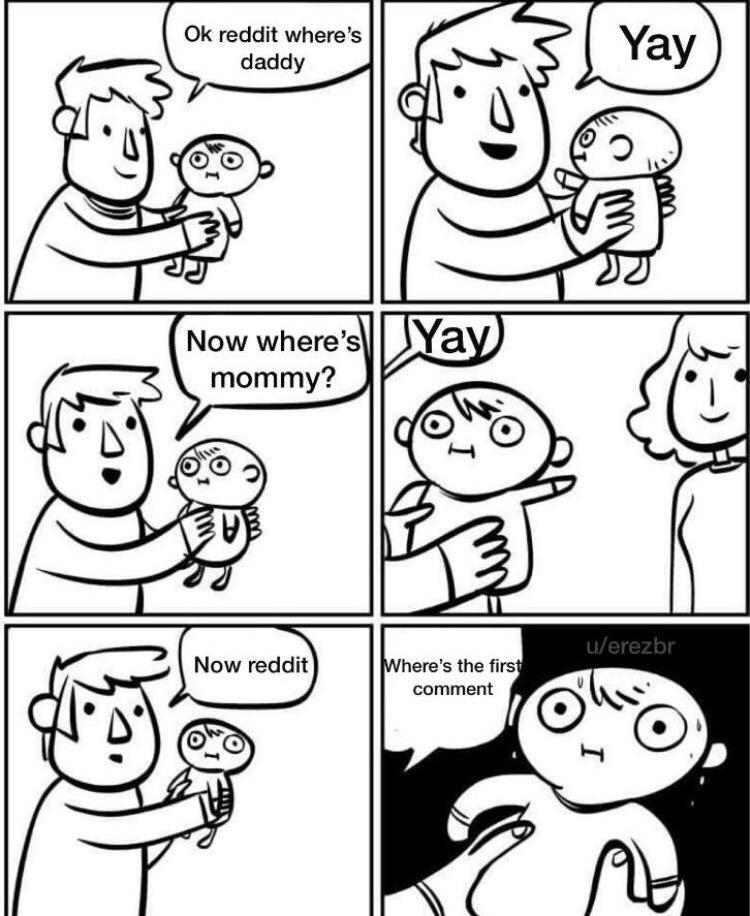 Ok reddit where's
daddy
Yay
Now where's
mommy?
Yay
Now reddit
Where's the first
comment
u/erezbr